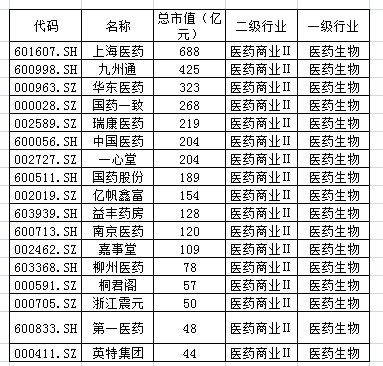 代码 名称 总市值（亿元） 二级行业 一级行业
601607.SH 上海医药 688 医药商业Ⅱ 医药生物
600998.SH 九州通 425 医药商业Ⅱ 医药生物
000963.SZ 华东医药 323 医药商业Ⅱ 医药生物
000028.SZ 国药一致 268 医药商业Ⅱ 医药生物
002589.SZ 瑞康医药 219 医药商业Ⅱ 医药生物
600056.SH 中国医药 204 医药商业Ⅱ 医药生物
002727.SZ 一心堂 204 医药商业Ⅱ 医药生物
600511.SH 国药股份 189 医药商业Ⅱ 医药生物
002019.SZ 亿帆鑫富 154 医药商业Ⅱ 医药生物
603939.SH 益丰药房 128 医药商业Ⅱ 医药生物
600713.SH 南京医药 120 医药商业Ⅱ 医药生物
002462.SZ 嘉事堂 109 医药商业Ⅱ 医药生物
603368.SH 柳州医药 78 医药商业Ⅱ 医药生物
000591.SZ 桐君阁 57 医药商业Ⅱ 医药生物
000705.SZ 浙江震元 50 医药商业Ⅱ 医药生物
600833.SH 第一医药 48 医药商业Ⅱ 医药生物
000411.SZ 英特集团 44 医药商业Ⅱ 医药生物